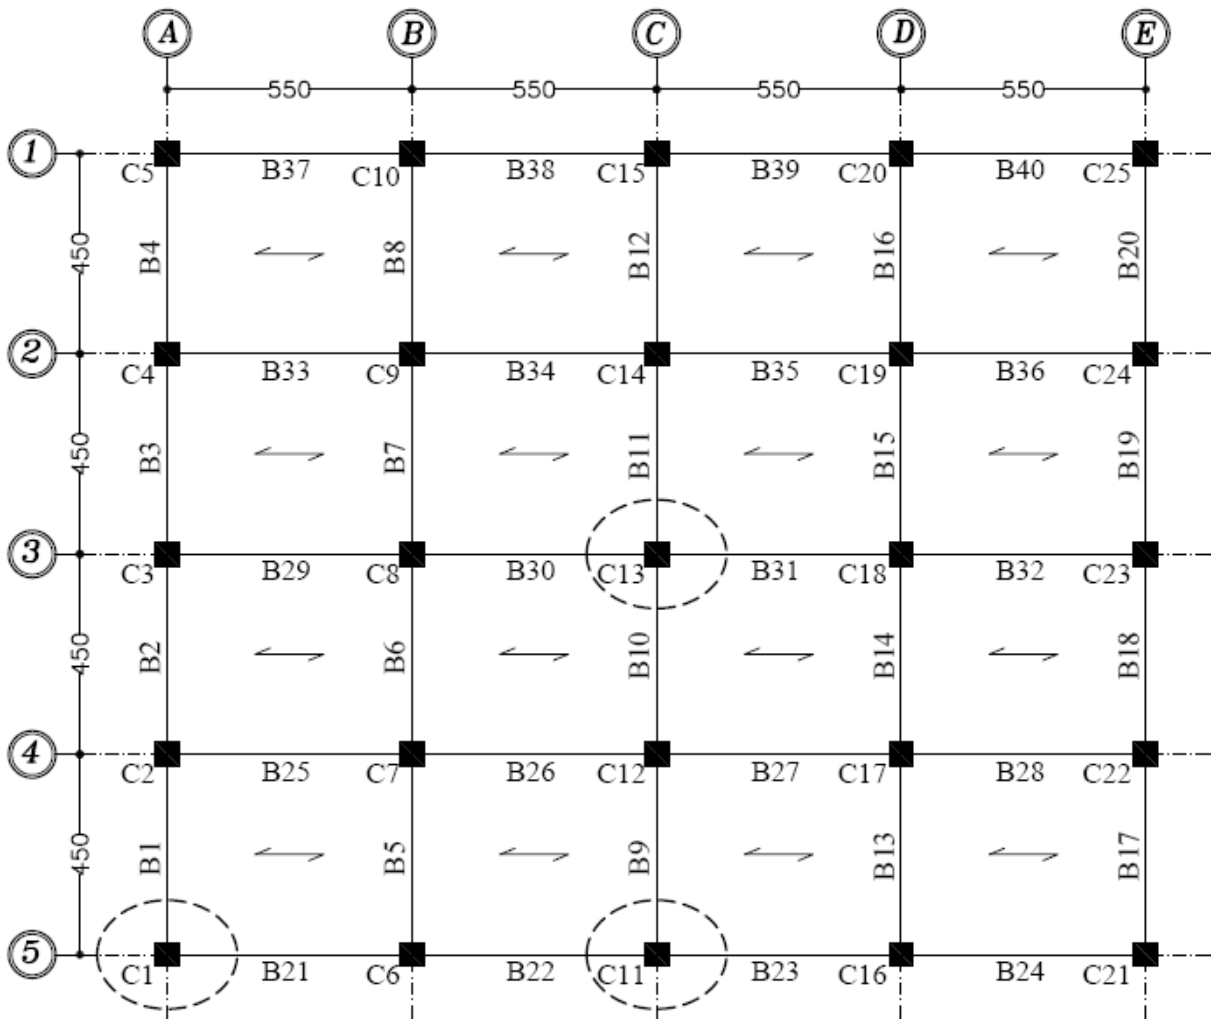 A B C D E
550 550 550 550
1
C5 B37 C10 B38 C15 B39 C20 B40 C25
450 B4 B8 B12 B16 B20
2
C4 B33 C9 B34 C14 B35 C19 B36 C24
450 B3 B7 B11 B15 B19
3
C3 B29 C8 B30 C13 B31 C18 B32 C23
450 B2 B6 B10 B14 B18
4
C2 B25 C7 B26 C12 B27 C17 B28 C22
450 B1 B5 B9 B13 B17
5
C1 B21 C6 B22 C11 B23 C16 B24 C21